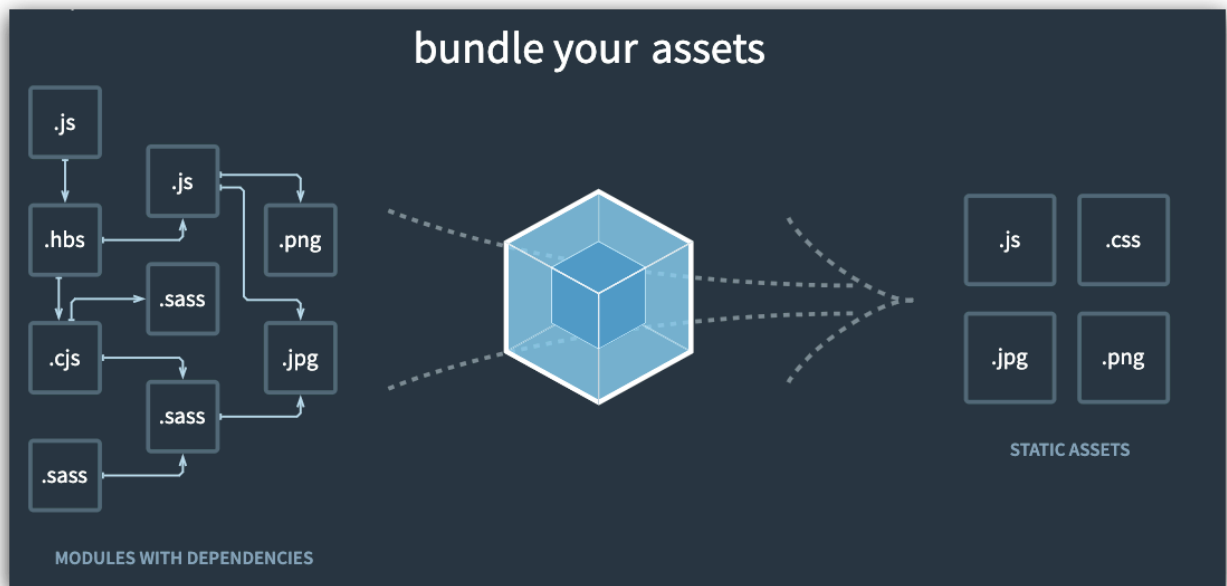 bundle your assets
.js
.js
.hbs
.png
.sass
.cjs
.jpg
.sass
.sass
MODULES WITH DEPENDENCIES
.js
.css
.jpg
.png
STATIC ASSETS